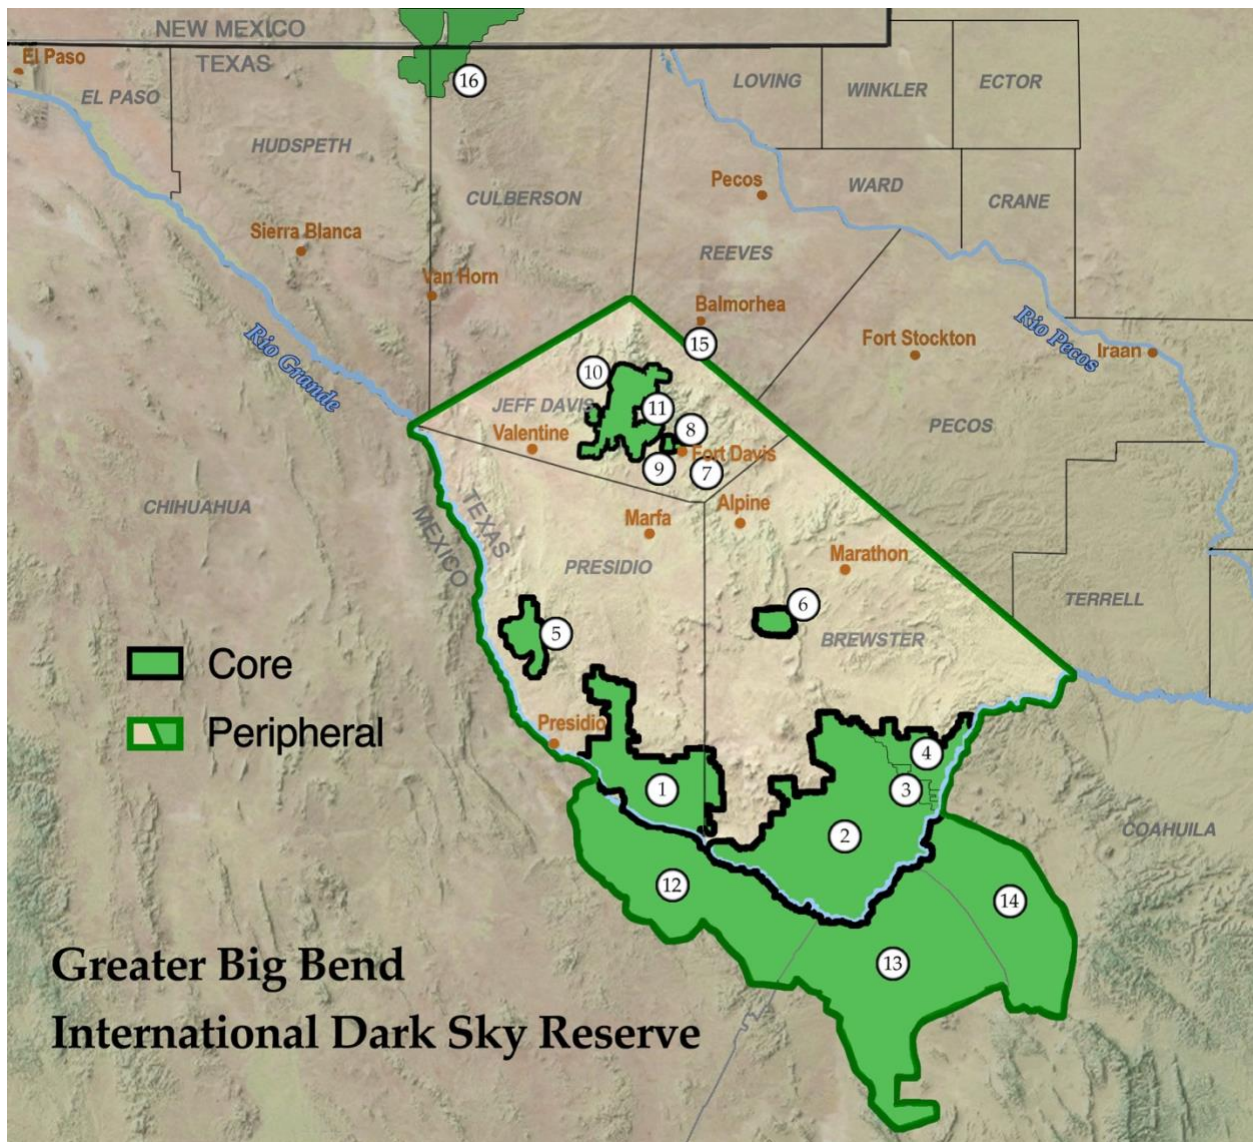 NEW MEXICO
El Paso
TEXAS
16
LOVING
WINKLER
ECTOR
EL PASO
HUDSPETH
CULBERSON
Pecos
WARD
CRANE
Sierra Blanca
REEVES
Van Horn
Balmorhea
Rio Grande
Rio Pecos
15
Fort Stockton
Iraan
10
JEFF DAVIS
11
Valentine
8
PECOS
Fort Davis
9
7
CHIHUAHUA
TEXAS
MEXICO
Marfa
Alpine
PRESIDIO
Marathon
6
TERRELL
5
BREWSTER
Core
Peripheral
Presidio
4
1
3
2
COAHUILA
12
14
13
Greater Big Bend
International Dark Sky Reserve